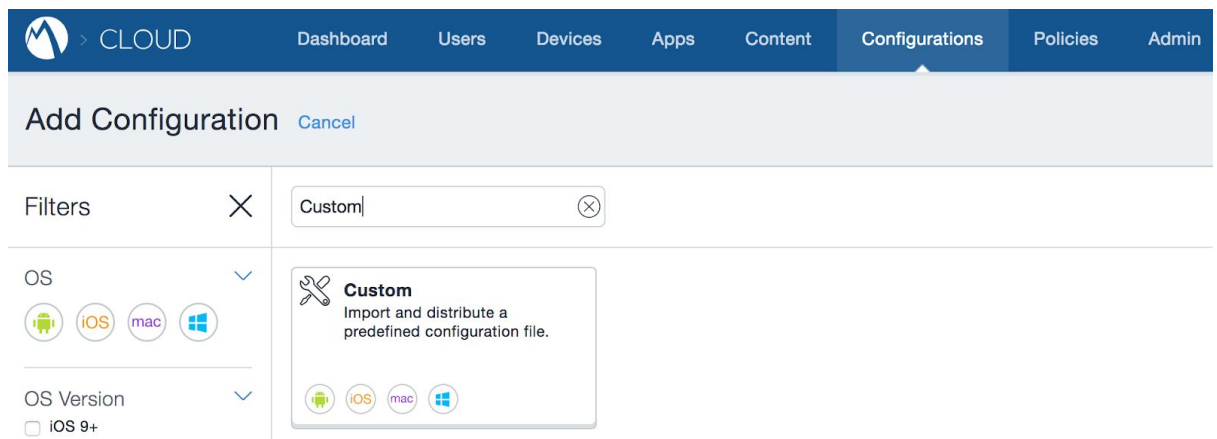 > CLOUD Dashboard Users Devices Apps Content Configurations Policies Admin
Add Configuration Cancel
Filters
Custom
OS
iOS mac
OS Version
iOS 9+
Custom
Import and distribute a
predefined configuration file.
iOS mac